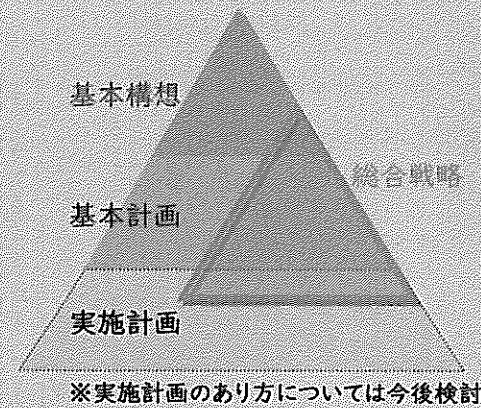 基本構想
総合戦略
基本計画
実施計画
※実施計画のあり方については今後検討